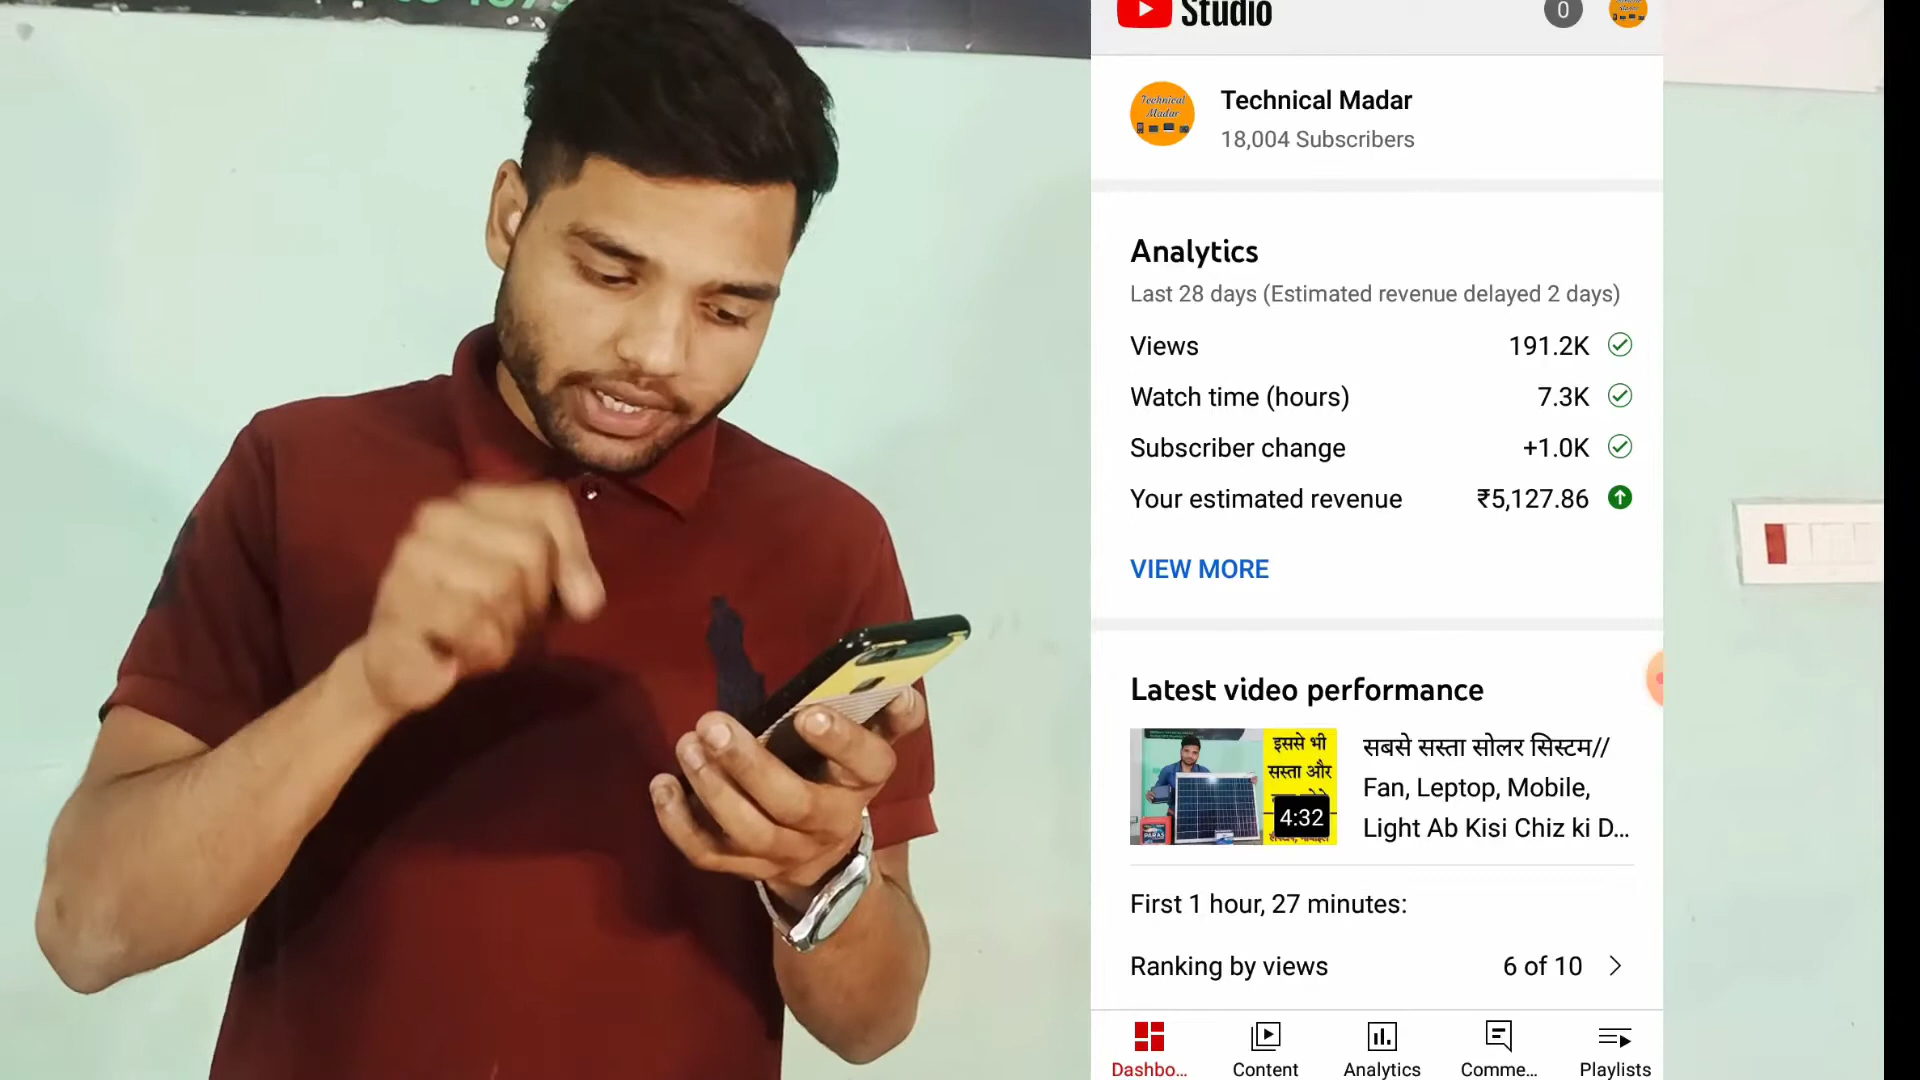 Studio
0
Technical
Madar
Technical Madar
18,004 Subscribers
Analytics
Last 28 days (Estimated revenue delayed 2 days)
Views 191.2K
Watch time (hours) 7.3K
Subscriber change +1.0K
Your estimated revenue ₹5,127.86
VIEW MORE
Latest video performance
इससे भी
सस्ता और
4:32
सबसे सस्ता सोलर सिस्टम//
Fan, Leptop, Mobile,
Light Ab Kisi Chiz ki D...
First 1 hour, 27 minutes:
Ranking by views 6 of 10
Dashbo...
Content
Analytics
Comme...
Playlists